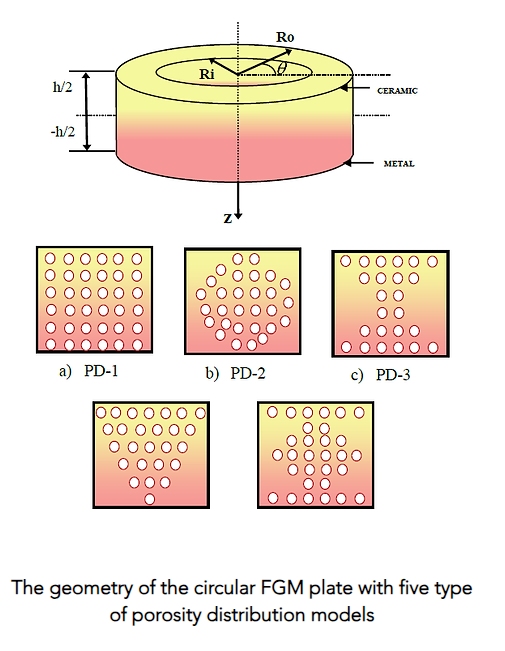 Ro
Ri
θ
h/2
CERAMIC
-h/2
METAL
z
a) PD-1
b) PD-2
c) PD-3
The geometry of the circular FGM plate with five type
of porosity distribution models